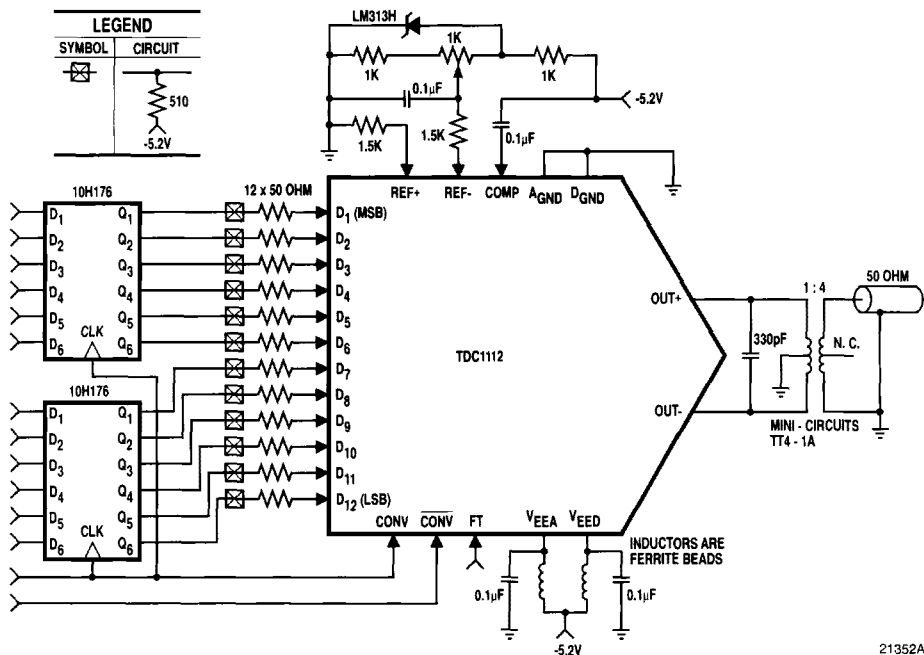 LEGEND
SYMBOL CIRCUIT
510
-5.2V
LM313H
1K
1K
1K
0.1µF
-5.2V
1.5K
1.5K
0.1µF
10H176
12 x 50 OHM
REF+ REF- COMP AGND DGND
D1 Q1
D2 Q2
D3 Q3
D4 Q4
D5 Q5
D6 Q6
CLK
D1 (MSB)
D2
D3
D4
D5
D6
D7
D8
D9
D10
D11
D12 (LSB)
TDC1112
OUT+
OUT-
330pF
1 : 4
50 OHM
N. C.
MINI - CIRCUITS
TT4 - 1A
10H176
D1 Q1
D2 Q2
D3 Q3
D4 Q4
D5 Q5
D6 Q6
CLK
CONV CONV FT VEEA VEED
INDUCTORS ARE
FERRITE BEADS
0.1µF
0.1µF
-5.2V
21352A